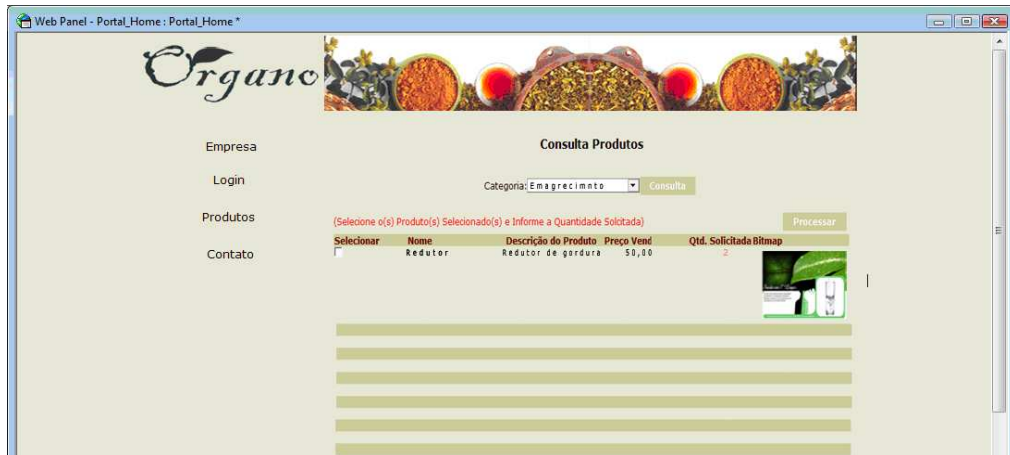 Web Panel - Portal_Home : Portal_Home *
Organo
Empresa
Login
Produtos
Contato
Consulta Produtos
Categoria: Emagrecimnto Consulta
(Selecione o(s) Produto(s) Selecionado(s) e Informe a Quantidade Solcitada) Processar
Selecionar Nome Descrição do Produto Preço Vend Qtd. Solicitada Bitmap
Redutor Redutor de gordura 50,00 2